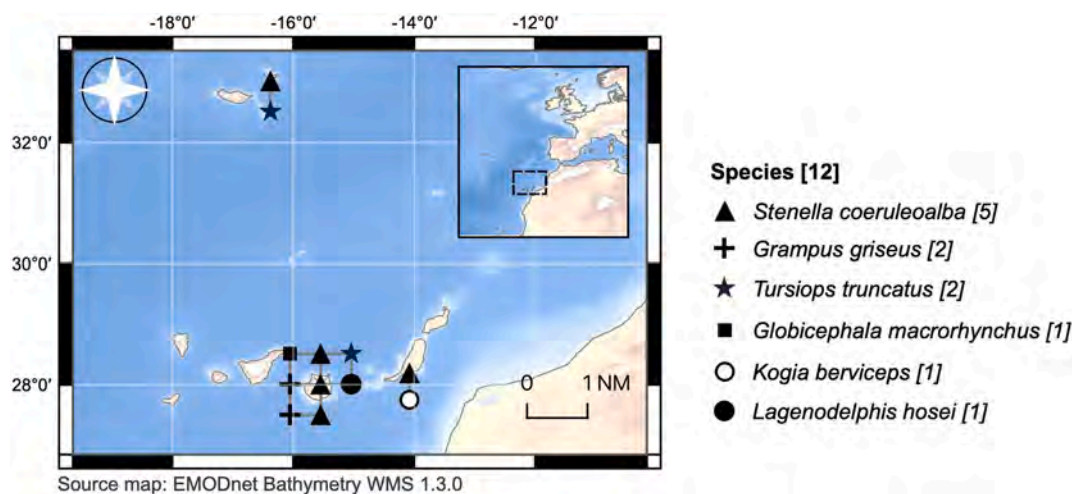 -18°0' -16°0' -14°0' -12°0'
32°0'
30°0'
28°0'
0 1 NM
Source map: EMODnet Bathymetry WMS 1.3.0
Species [12]
Stenella coeruleoalba [5]
Grampus griseus [2]
Tursiops truncatus [2]
Globicephala macrorhynchus [1]
Kogia berviceps [1]
Lagenodelphis hosei [1]